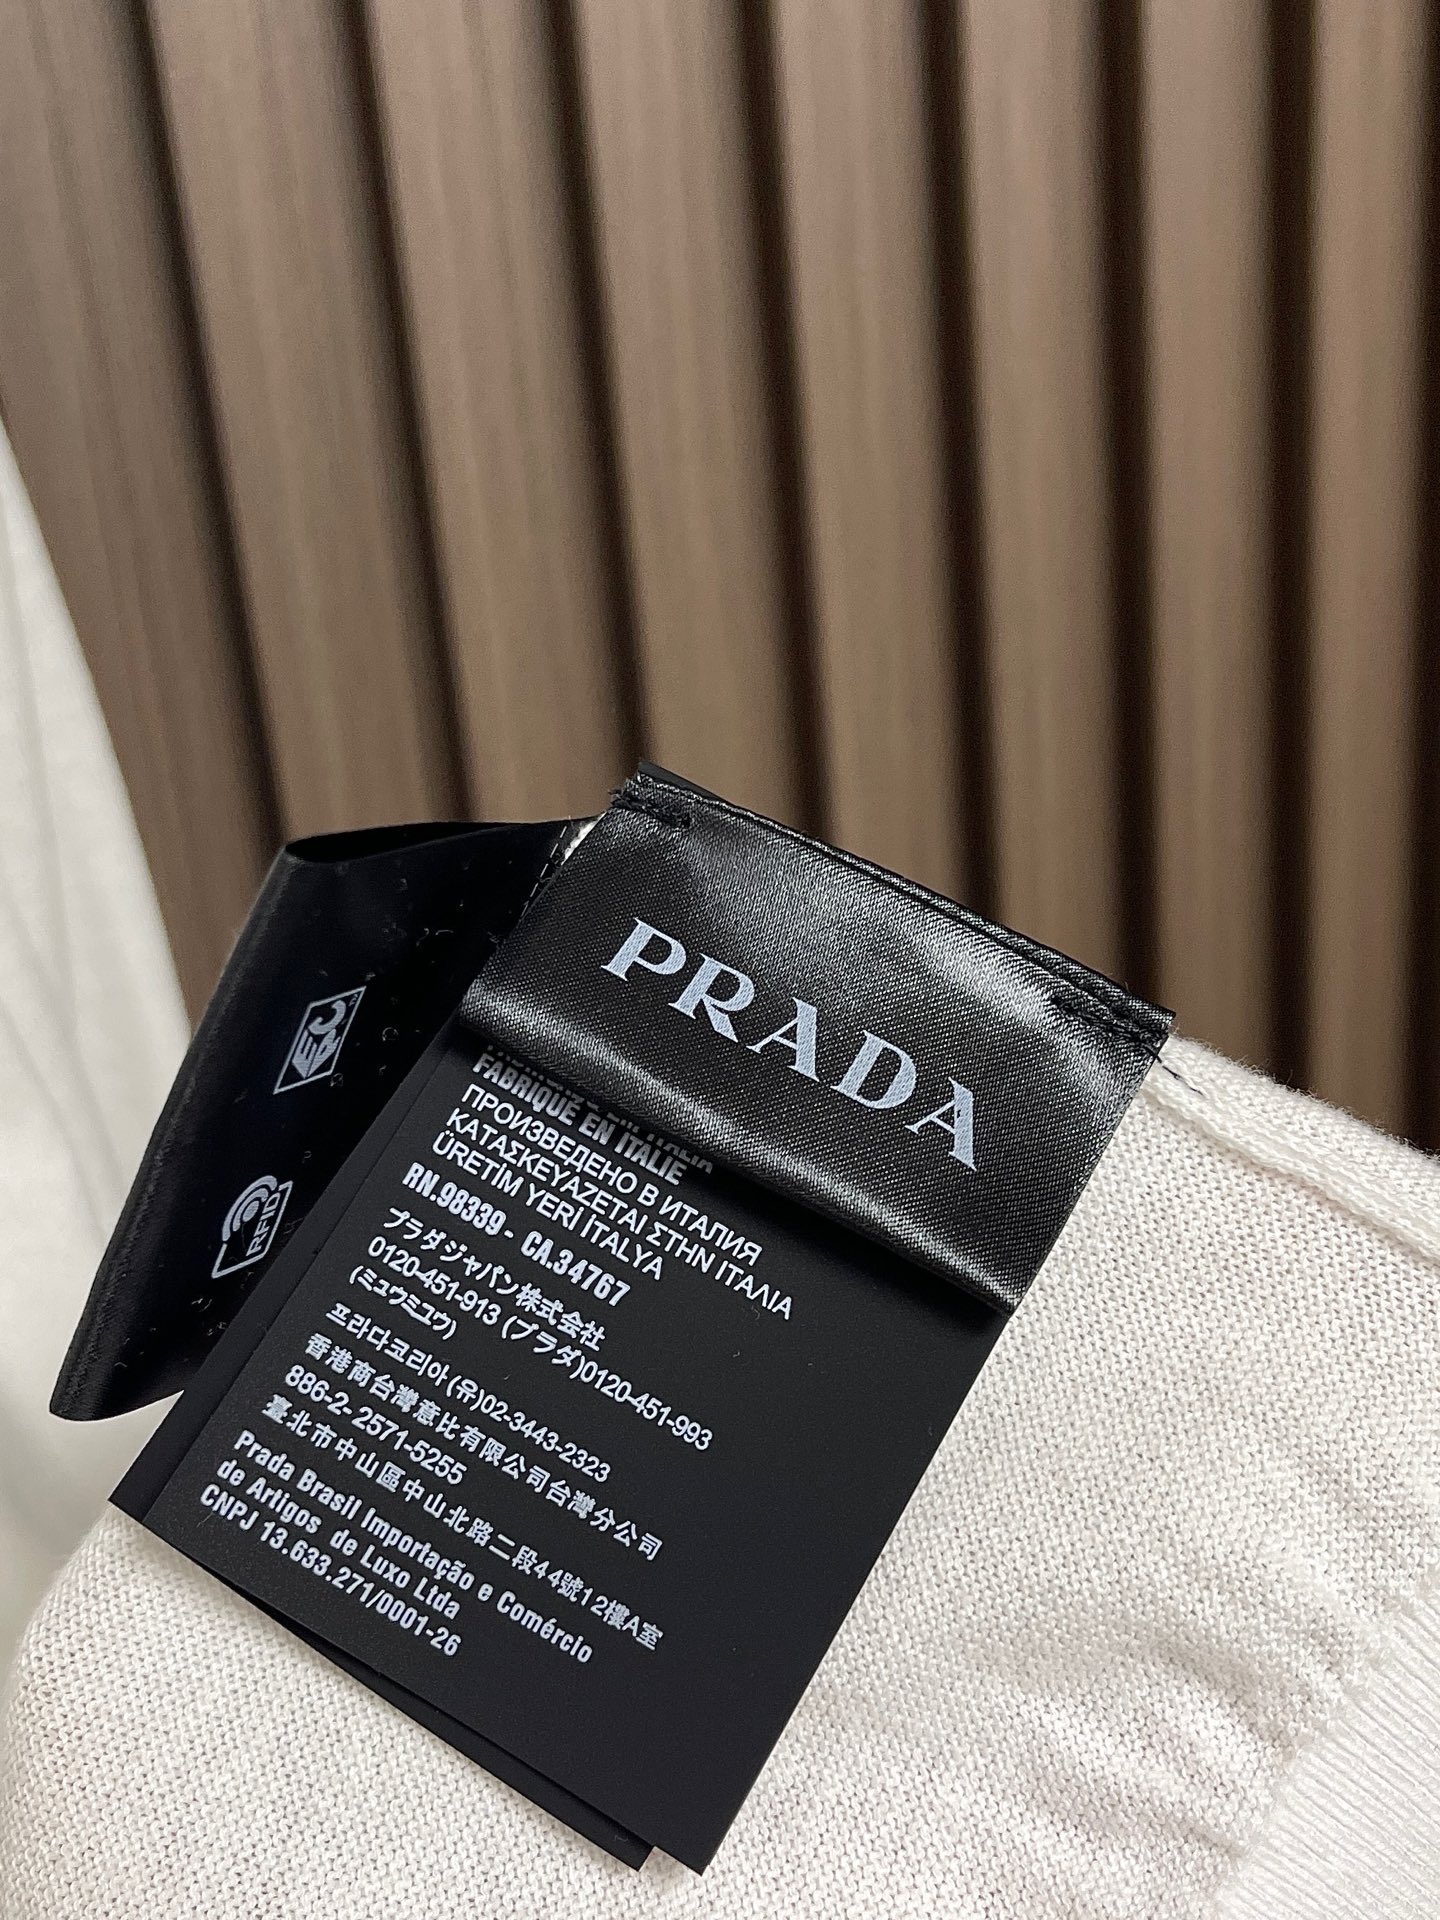 PRADA
FABRIQUÉ EN ITALIE
ПРОИЗВЕДЕНО В ИТАЛИЯ
ΚΑΤΑΣΚΕΥΑΖΕΤΑΙ ΣΤΗΝ ΙΤΑΛΙΑ
ÜRETİM YERİ İTALYA
RN.98339 - CA.34767
プラダジャパン株式会社
0120-451-913 (プラダ)0120-451-993
(ミュウミュウ)
프라다코리아(유)02-3443-2323
香港商台灣意比有限公司台灣分公司
886-2- 2571-5255
臺北市中山區中山北路二段44號12樓A室
Prada Brasil Importação e Comércio
de Artigos de Luxo Ltda
CNPJ 13.633.271/0001-26
RFID